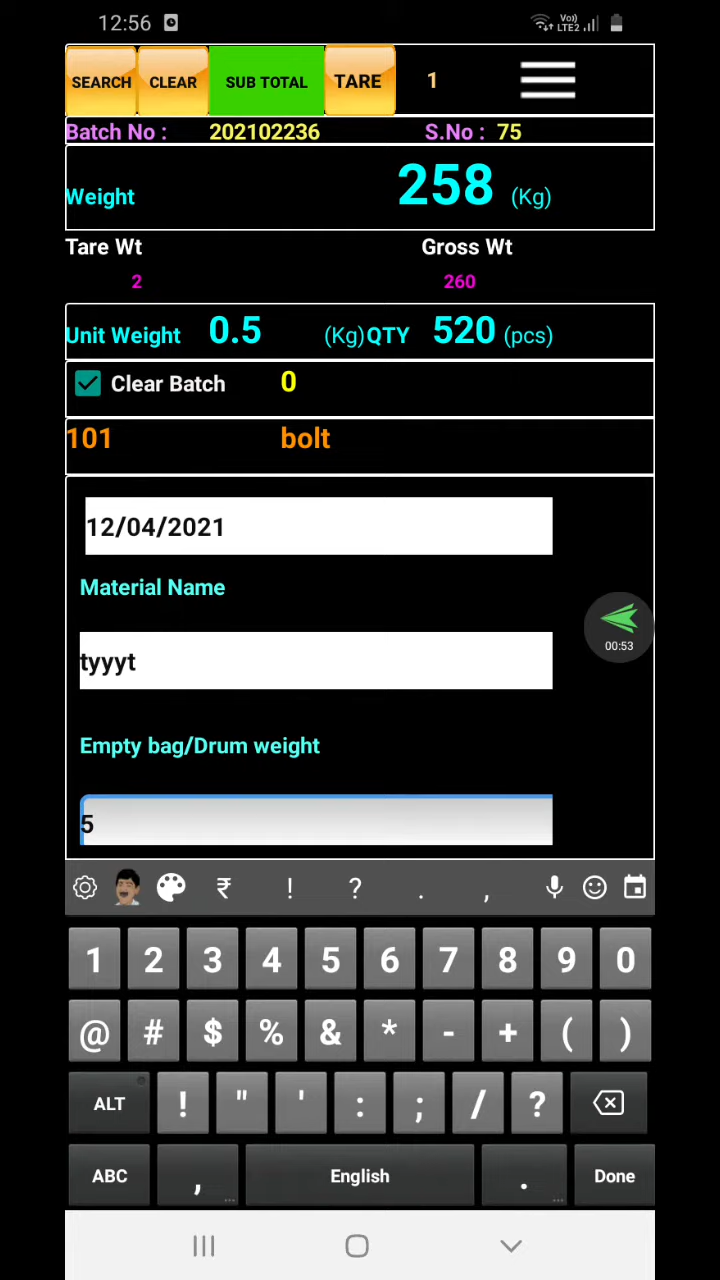 12:56 Vo) LTE2
SEARCH CLEAR SUB TOTAL TARE 1
Batch No : 202102236 S.No : 75
Weight 258 (Kg)
Tare Wt Gross Wt
2 260
Unit Weight 0.5 (Kg) QTY 520 (pcs)
Clear Batch 0
101 bolt
12/04/2021
Material Name
tyyyt
00:53
Empty bag/Drum weight
5
₹ ! ? . ,
1 2 3 4 5 6 7 8 9 0
@ # $ % & * - + ( )
ALT ! " ' : ; / ?
ABC , English . Done